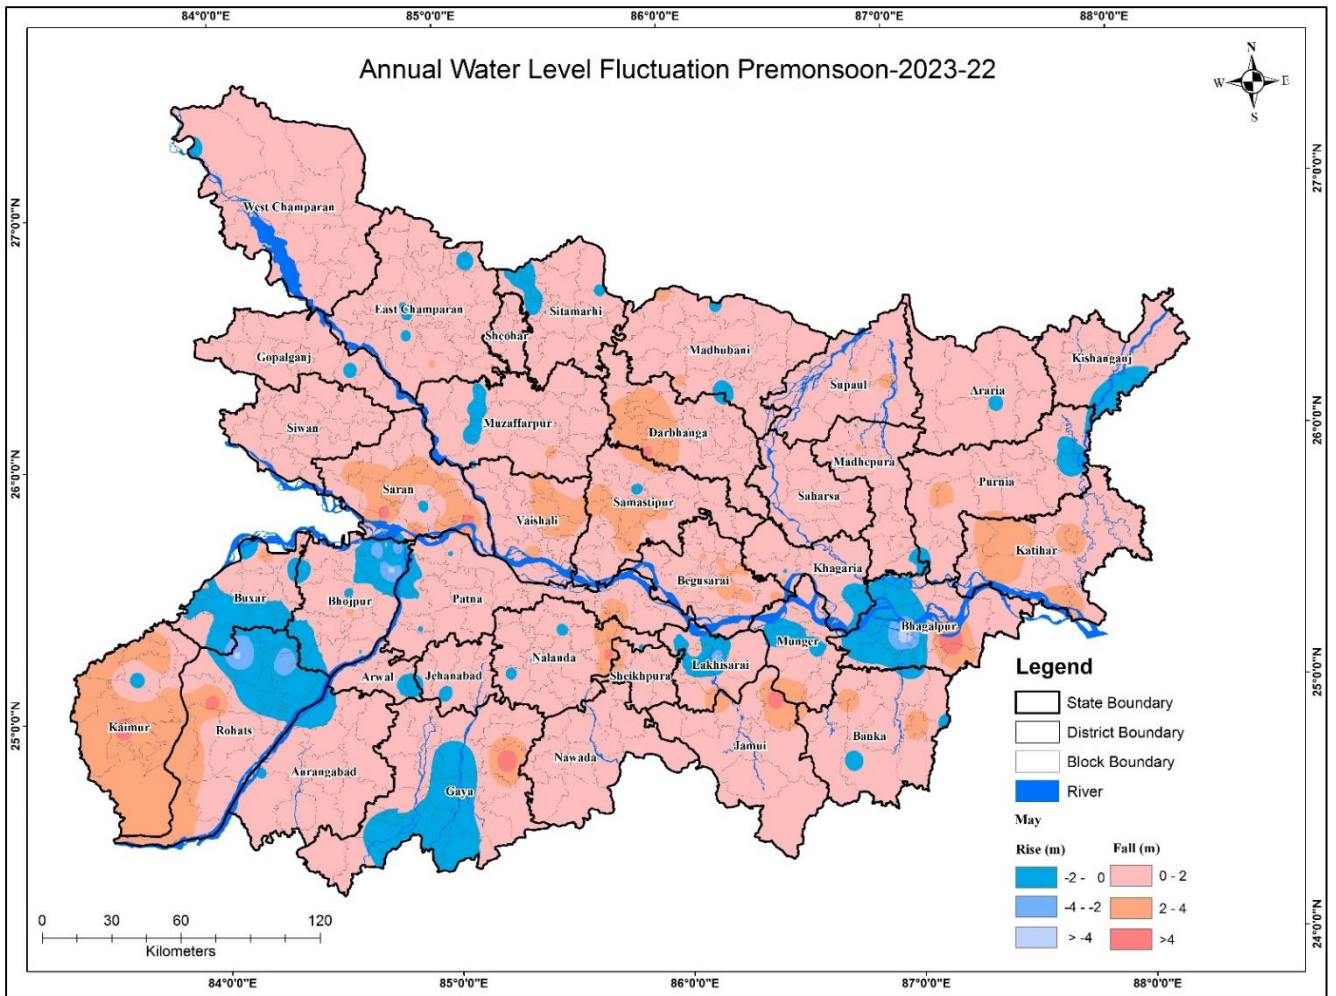 84°0'0"E 85°0'0"E 86°0'0"E 87°0'0"E 88°0'0"E
Annual Water Level Fluctuation Premonsoon-2023-22
N
W E
S
27°0'0"N
27°0'0"N
West Champaran
East Champaran
Sheohar
Sitamarhi
Gopalganj
Madhubani
Kishanganj
Supaul
Araria
Siwan
Muzaffarpur
Darbhanga
26°0'0"N
26°0'0"N
Madhepura
Saran
Vaishali
Samastipur
Saharsa
Purnia
Katihar
Khagaria
Begusarai
Buxar
Bhojpur
Patna
Bhagalpur
Munger
Nalanda
Lakhisarai
Arwal
Jehanabad
Sheikhpura
25°0'0"N
25°0'0"N
Kaimur
Rohats
Aurangabad
Gaya
Nawada
Jamui
Banka
Legend
State Boundary
District Boundary
Block Boundary
River
May
Rise (m) Fall (m)
-2 - 0 0 - 2
-4 - -2 2 - 4
> -4 >4
24°0'0"N
0 30 60 120
Kilometers
84°0'0"E 85°0'0"E 86°0'0"E 87°0'0"E 88°0'0"E